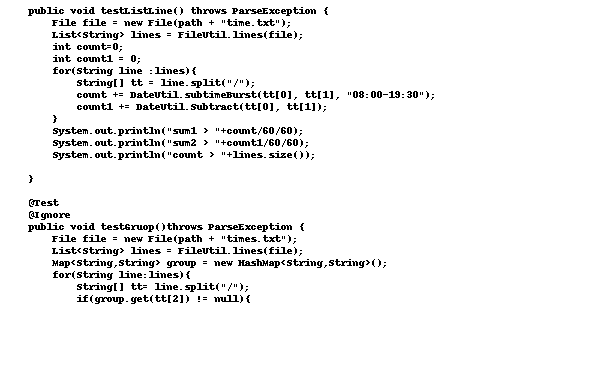 public void testListLine() throws ParseException {
    File file = new File(path + "time.txt");
    List<String> lines = FileUtil.lines(file);
    int count=0;
    int count1 = 0;
    for(String line :lines){
        String[] tt = line.split("/");
        count += DateUtil.subtimeBurst(tt[0], tt[1], "08:00-19:30");
        count1 += DateUtil.Subtract(tt[0], tt[1]);
    }
    System.out.println("sum1 > "+count/60/60);
    System.out.println("sum2 > "+count1/60/60);
    System.out.println("count > "+lines.size());
}
@Test
@Ignore
public void testGruop()throws ParseException {
    File file = new File(path + "times.txt");
    List<String> lines = FileUtil.lines(file);
    Map<String,String> group = new HashMap<String,String>();
    for(String line:lines){
        String[] tt= line.split("/");
        if(group.get(tt[2]) != null){